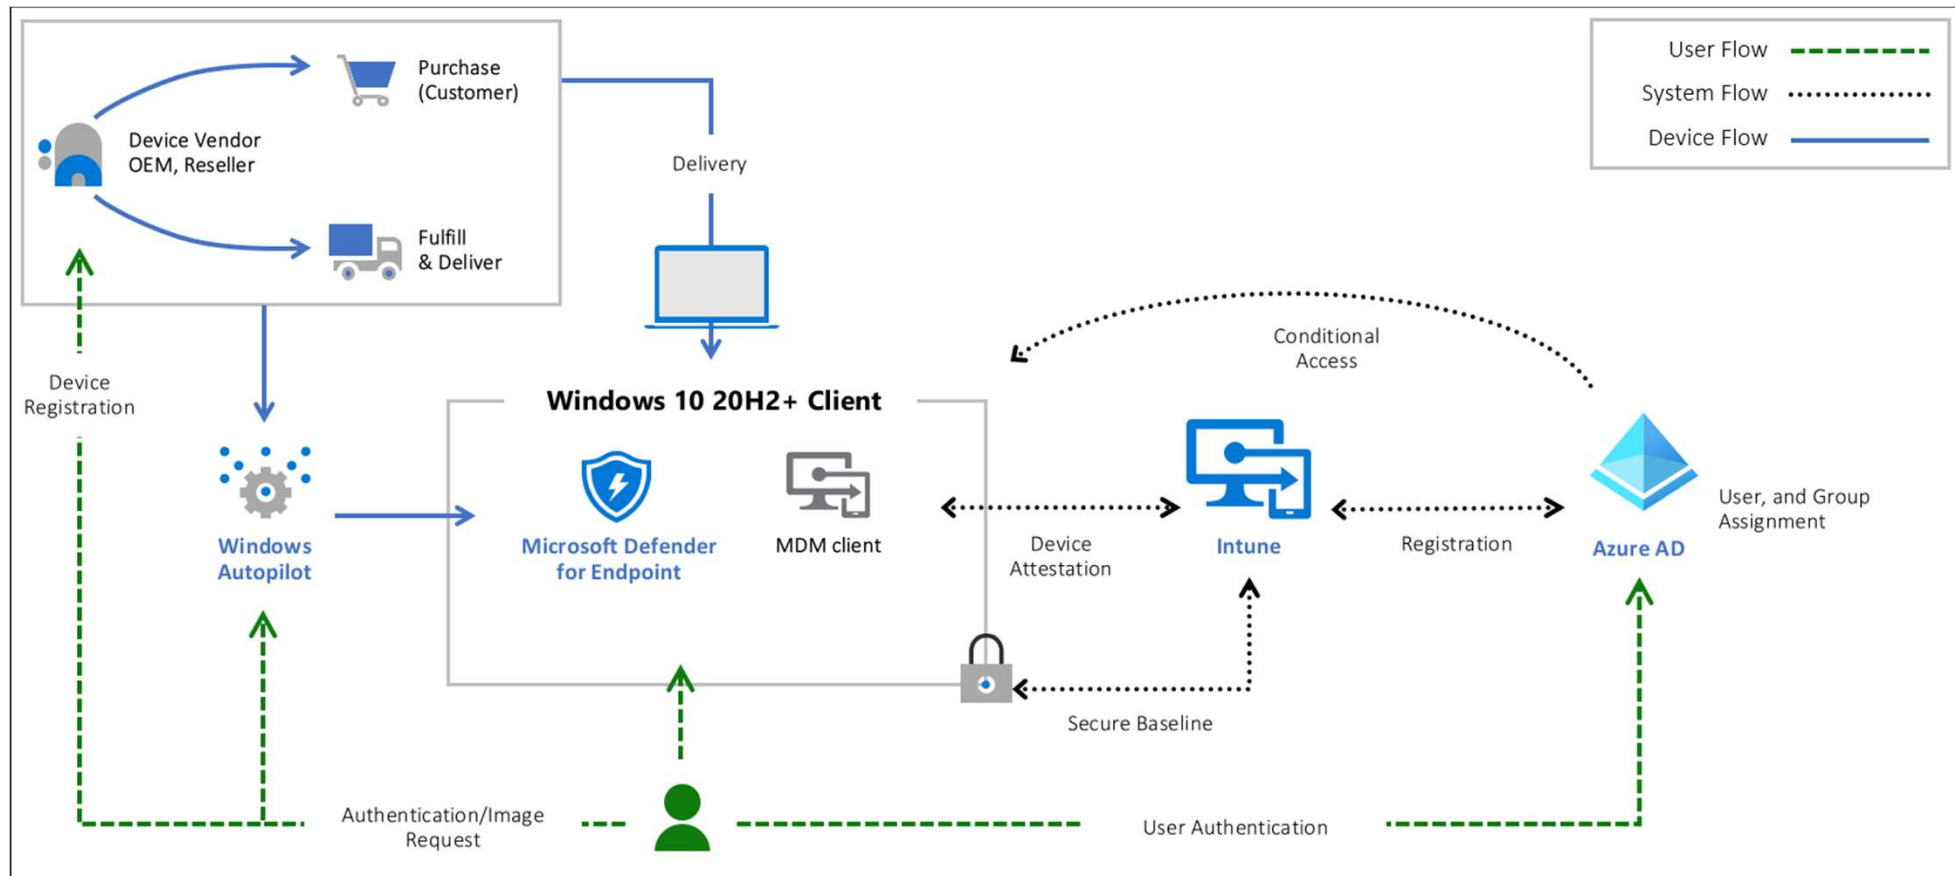 Purchase
(Customer)
Device Vendor
OEM, Reseller
Fulfill
& Deliver
Delivery
User Flow
System Flow
Device Flow
Device
Registration
Conditional
Access
Windows 10 20H2+ Client
Windows
Autopilot
Microsoft Defender
for Endpoint
MDM client
Device
Attestation
Intune
Registration
Azure AD
User, and Group
Assignment
Secure Baseline
Authentication/Image
Request
User Authentication